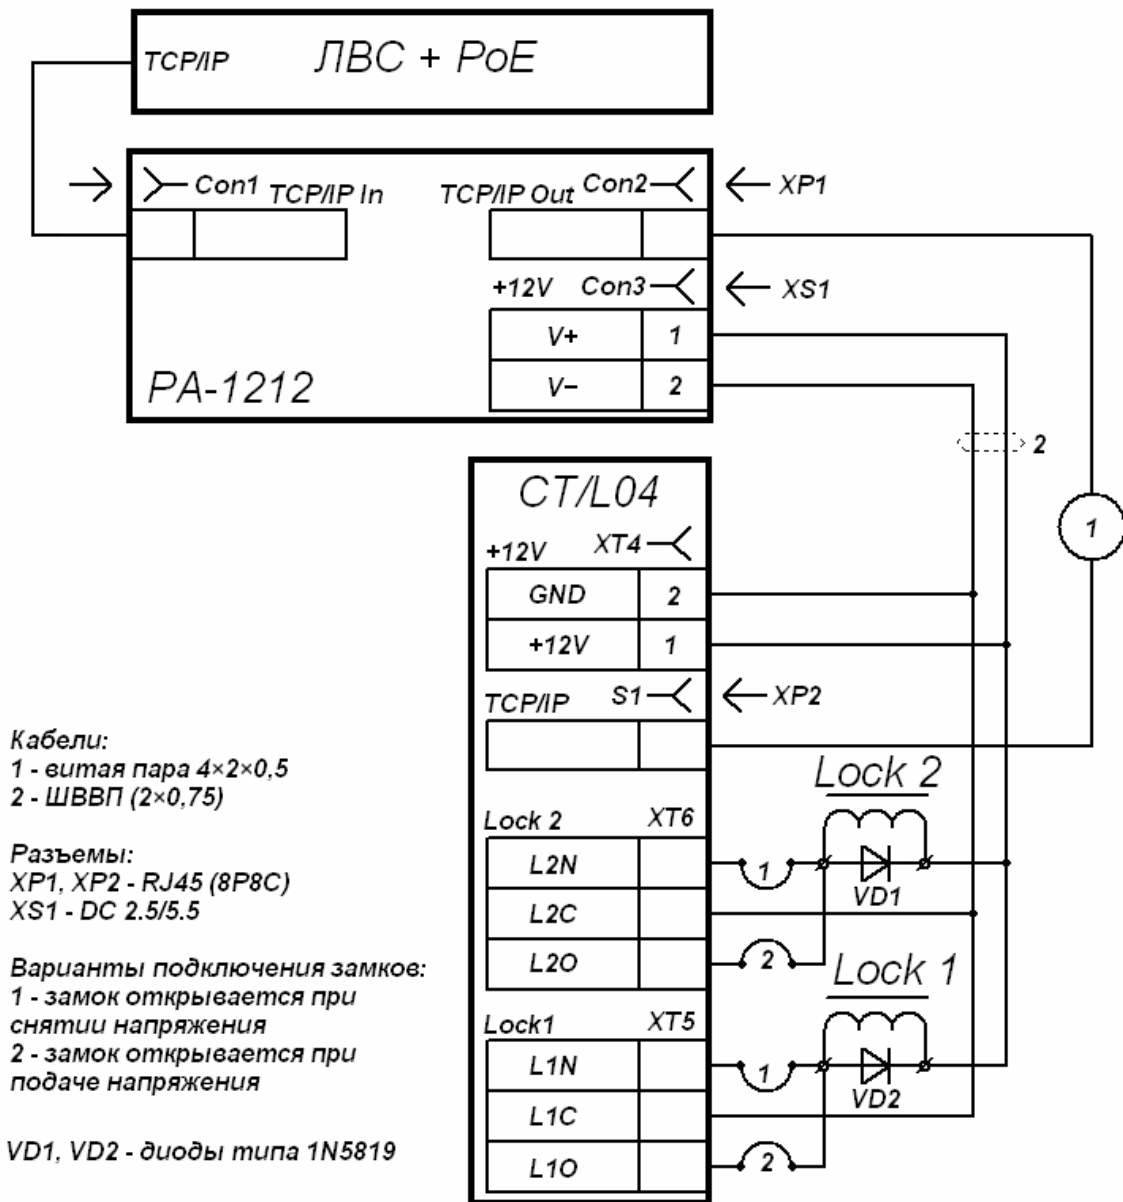 TCP/IP ЛВС + PoE
Con1 TCP/IP In TCP/IP Out Con2 XP1
+12V Con3 XS1
V+ 1
V− 2
PA-1212
2
CT/L04
1
+12V XT4
GND 2
+12V 1
TCP/IP S1 XP2
Кабели:
1 - витая пара 4×2×0,5
2 - ШВВП (2×0,75)
Разъемы:
XP1, XP2 - RJ45 (8P8C)
XS1 - DC 2.5/5.5
Варианты подключения замков:
1 - замок открывается при
снятии напряжения
2 - замок открывается при
подаче напряжения
VD1, VD2 - диоды типа 1N5819
Lock 2
Lock 2 XT6
L2N 1
VD1
L2C
L2O 2
Lock 1
Lock1 XT5
L1N 1
VD2
L1C
L1O 2